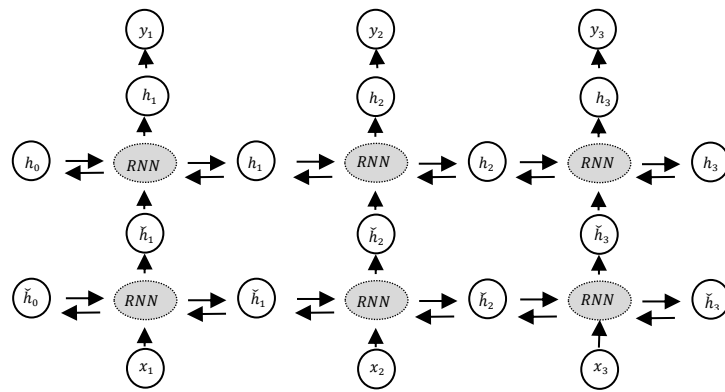 y₁ y₂ y₃
h₁ h₂ h₃
h₀ RNN h₁ RNN h₂ RNN h₃
ȟ₁ ȟ₂ ȟ₃
ȟ₀ RNN ȟ₁ RNN ȟ₂ RNN ȟ₃
x₁ x₂ x₃